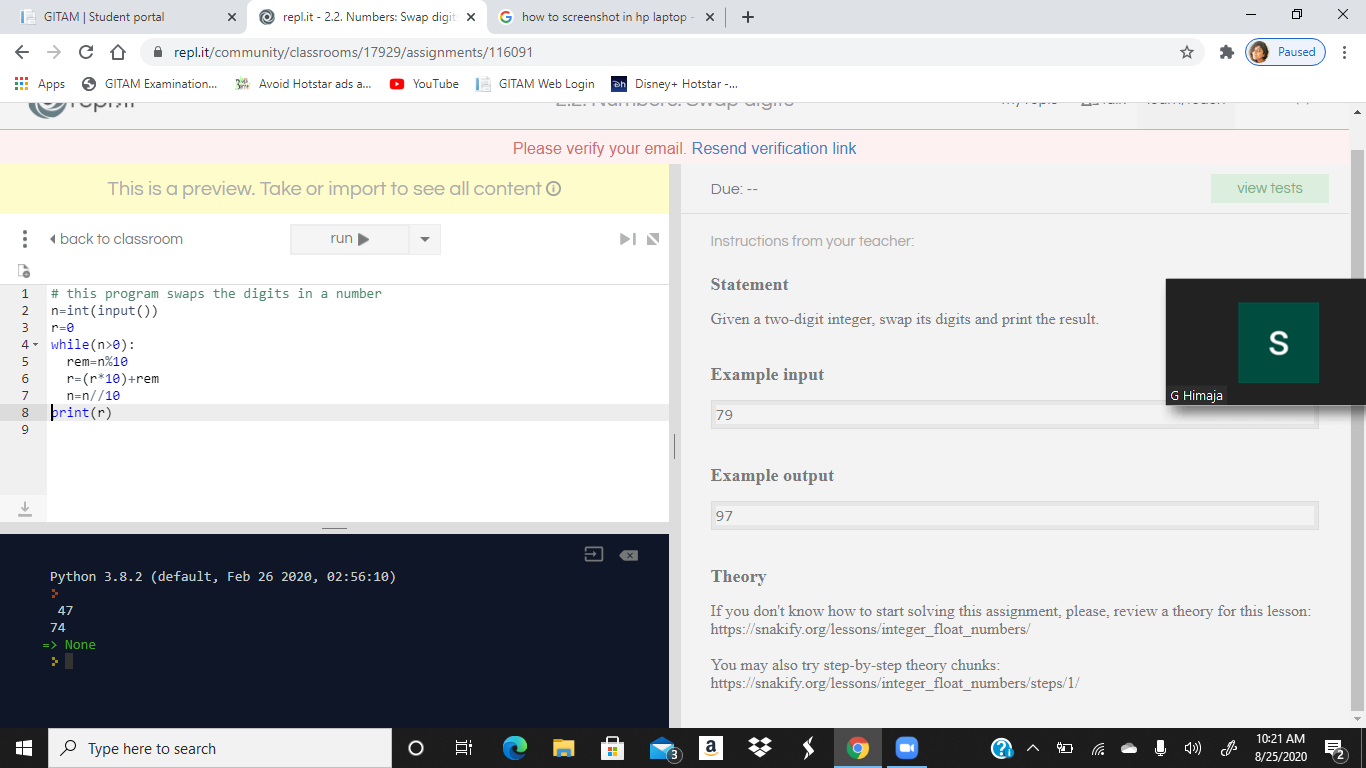 GITAM | Student portal
repl.it - 2.2. Numbers: Swap digit
how to screenshot in hp laptop -
repl.it/community/classrooms/17929/assignments/116091
Paused
Apps
GITAM Examination...
Avoid Hotstar ads a...
YouTube
GITAM Web Login
Disney+ Hotstar -...
2.2. Numbers: Swap digits
Please verify your email. Resend verification link
This is a preview. Take or import to see all content
back to classroom
run
1 # this program swaps the digits in a number
2 n=int(input())
3 r=0
4 while(n>0):
5 rem=n%10
6 r=(r*10)+rem
7 n=n//10
8 print(r)
9
Python 3.8.2 (default, Feb 26 2020, 02:56:10)
47
74
=> None
Due: --
view tests
Instructions from your teacher:
Statement
Given a two-digit integer, swap its digits and print the result.
Example input
79
Example output
97
Theory
If you don't know how to start solving this assignment, please, review a theory for this lesson:
https://snakify.org/lessons/integer_float_numbers/
You may also try step-by-step theory chunks:
https://snakify.org/lessons/integer_float_numbers/steps/1/
S
G Himaja
Type here to search
3
a
10:21 AM
8/25/2020
2